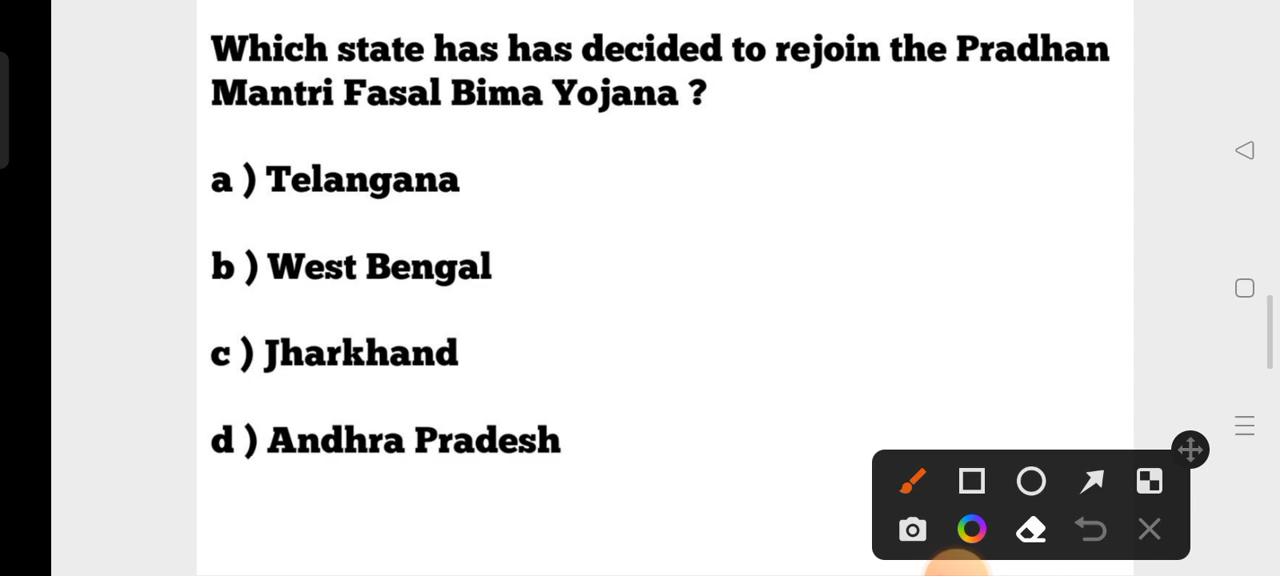 Which state has has decided to rejoin the Pradhan
Mantri Fasal Bima Yojana ?
a ) Telangana
b ) West Bengal
c ) Jharkhand
d ) Andhra Pradesh